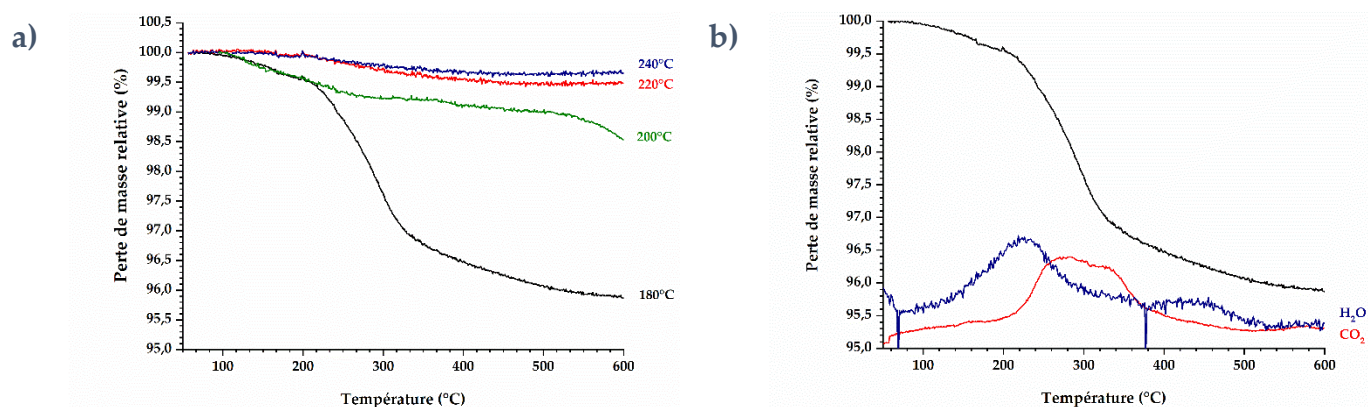 a)
Perte de masse relative (%)
100,5
100,0
99,5
99,0
98,5
98,0
97,5
97,0
96,5
96,0
95,5
95,0
240°C
220°C
200°C
180°C
100
200
300
400
500
600
Température (°C)
b)
Perte de masse relative (%)
100,0
99,5
99,0
98,5
98,0
97,5
97,0
96,5
96,0
95,5
95,0
H₂O
CO₂
100
200
300
400
500
600
Température (°C)